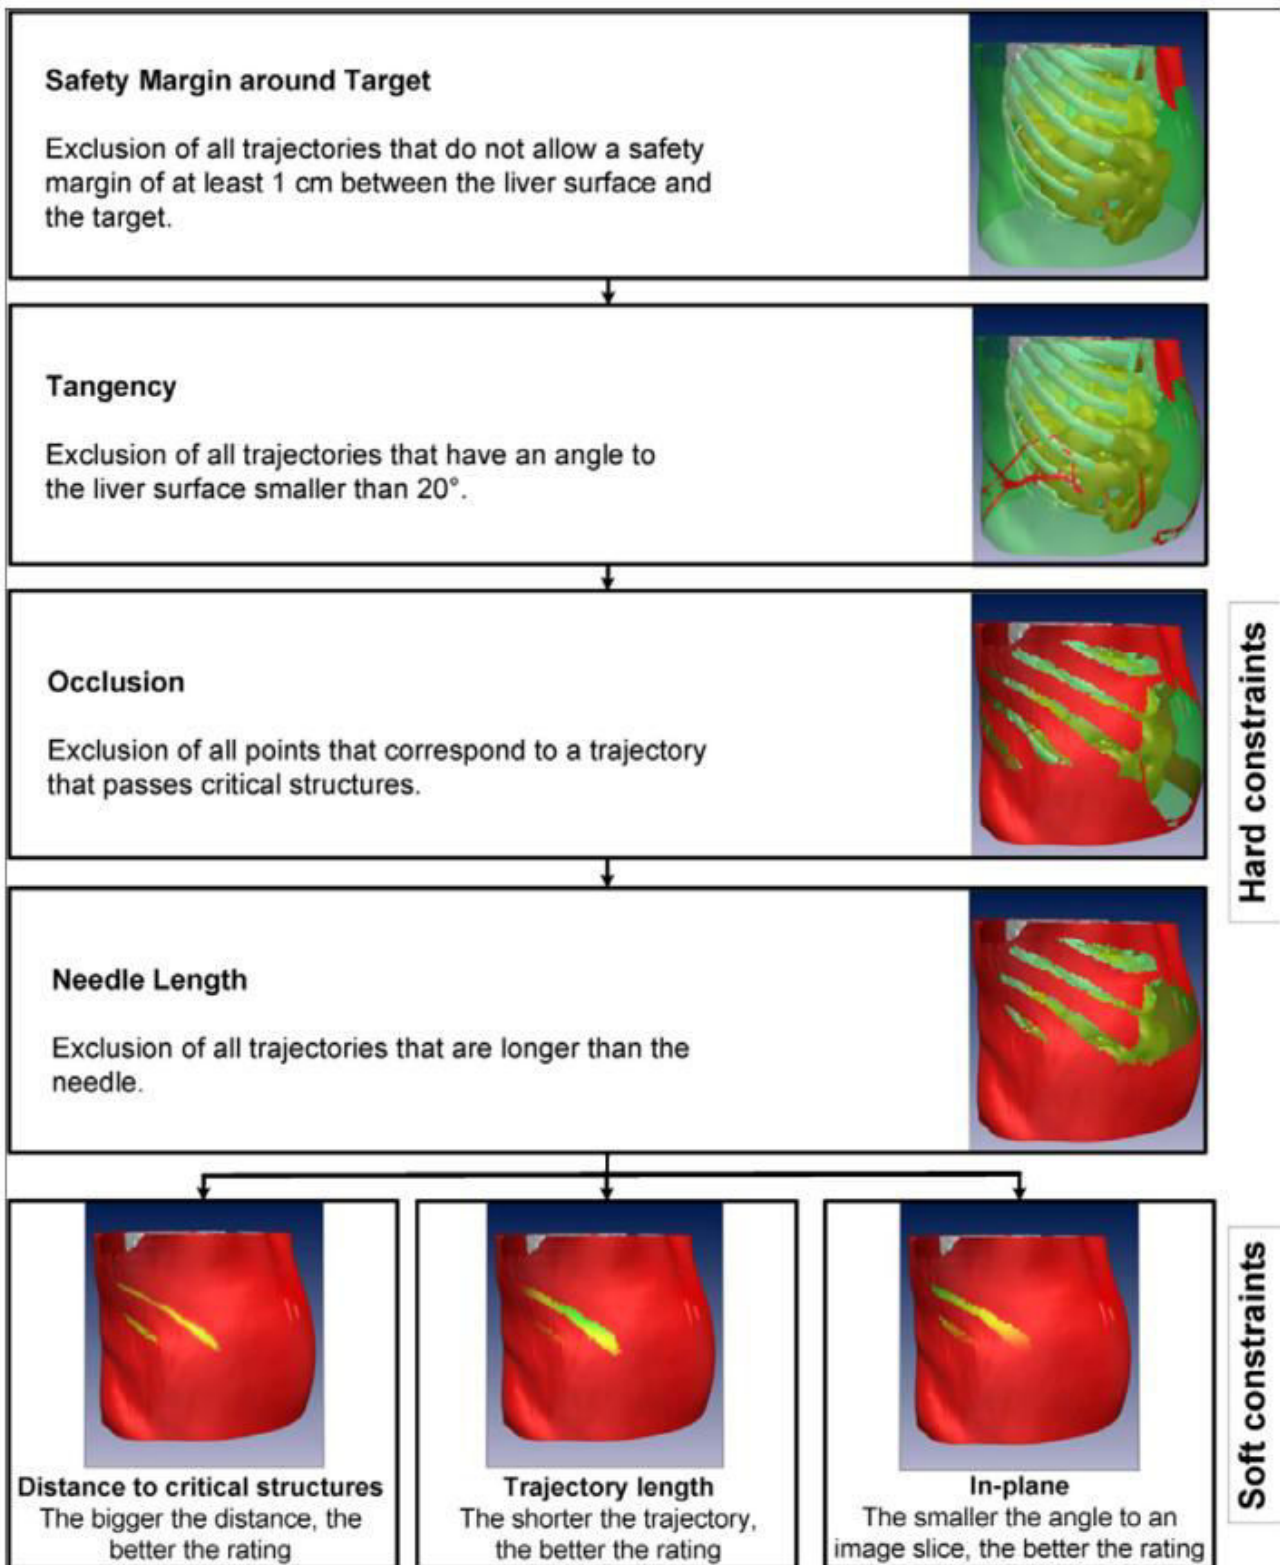 Safety Margin around Target
Exclusion of all trajectories that do not allow a safety
margin of at least 1 cm between the liver surface and
the target.
Tangency
Exclusion of all trajectories that have an angle to
the liver surface smaller than 20°.
Occlusion
Exclusion of all points that correspond to a trajectory
that passes critical structures.
Needle Length
Exclusion of all trajectories that are longer than the
needle.
Hard constraints
Distance to critical structures
The bigger the distance, the
better the rating
Trajectory length
The shorter the trajectory,
the better the rating
In-plane
The smaller the angle to an
image slice, the better the rating
Soft constraints